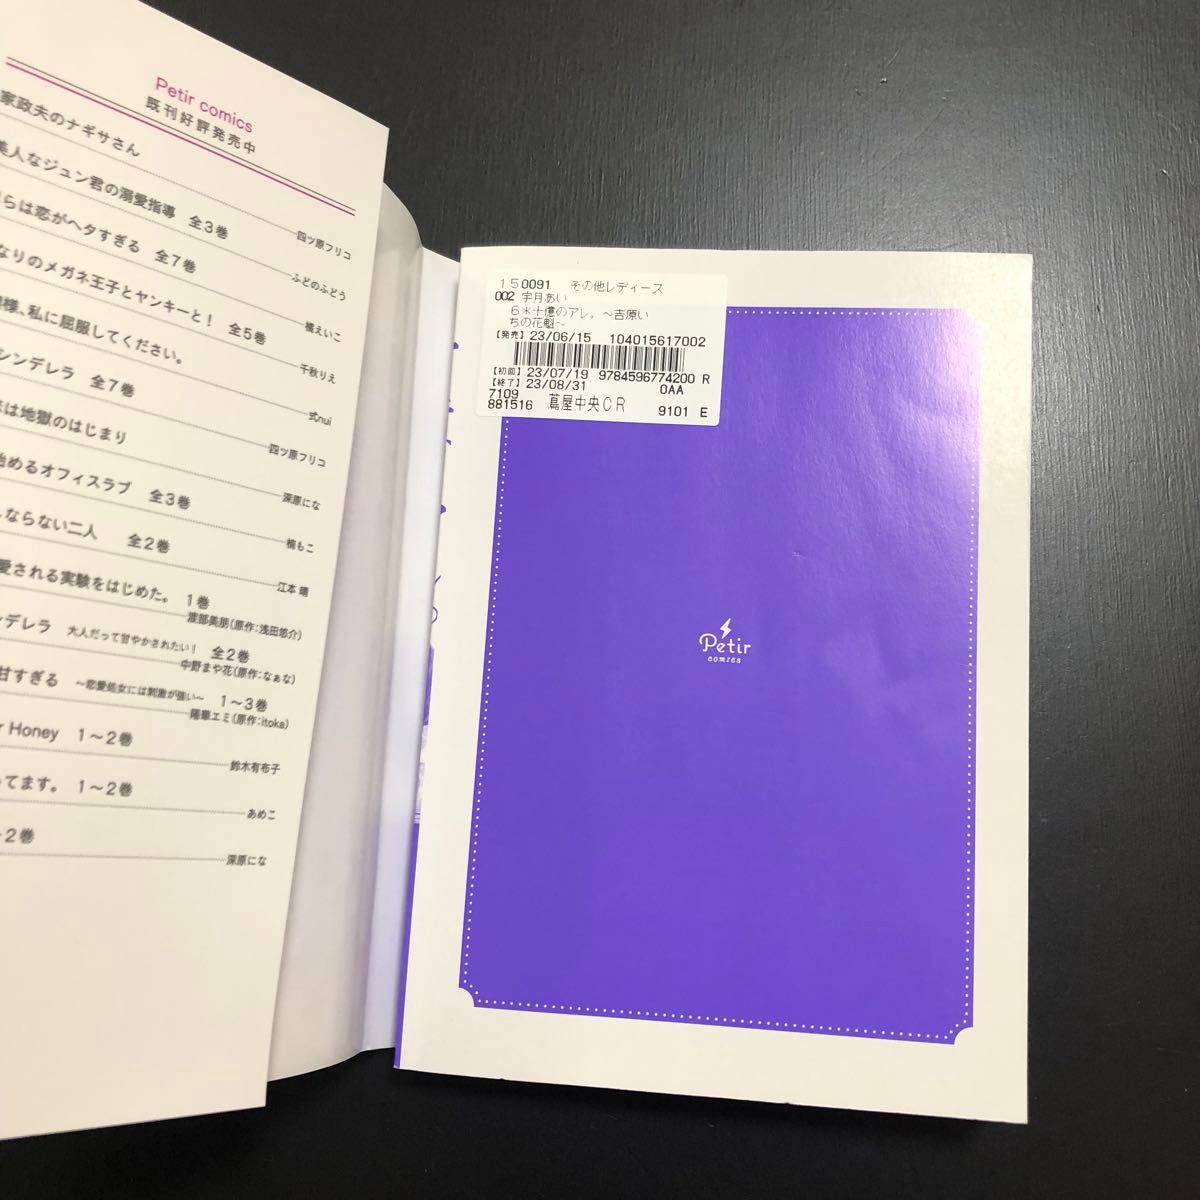 Petir comics
既刊好評発売中
家政夫のナギサさん
四ツ原フリコ
美人なジュン君の溺愛指導 全3巻
ふどのふどう
らは恋がヘタすぎる 全7巻
橘えいこ
なりのメガネ王子とヤンキーと! 全5巻
千秋りえ
様、私に屈服してください。
式nui
シンデレラ 全7巻
四ツ原フリコ
は地獄のはじまり
深原にな
始めるオフィスラブ 全3巻
楠もこ
ならない二人 全2巻
江本晴
愛される実験をはじめた。 1巻
渡部美朋(原作:浅田悠介)
デレラ 大人だって甘やかされたい! 全2巻
中野まや花(原作:なぁな)
甘すぎる ～恋愛処女には刺激が強い～ 1～3巻
陽華エミ(原作:itoka)
r Honey 1～2巻
鈴木有布子
てます。 1～2巻
あめこ
2巻
深原にな
150091 その他レディース
002 宇月あい
6*十億のアレ。～吉原い
ちの花魁～
【発売】23/06/15 104015617002
【初回】23/07/19 9784596774200 R
【終了】23/08/31 0AA
7109
881516 蔦屋中央CR 9101 E
Petir
comics